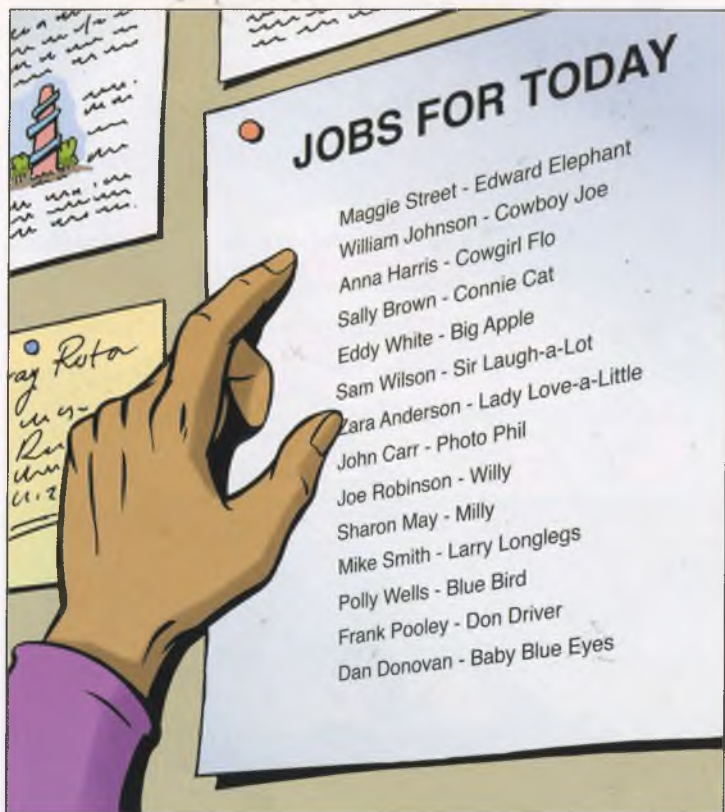 JOBS FOR TODAY
Maggie Street - Edward Elephant
William Johnson - Cowboy Joe
Anna Harris - Cowgirl Flo
Sally Brown - Connie Cat
Eddy White - Big Apple
Sam Wilson - Sir Laugh-a-Lot
Zara Anderson - Lady Love-a-Little
John Carr - Photo Phil
Joe Robinson - Willy
Sharon May - Milly
Mike Smith - Larry Longlegs
Polly Wells - Blue Bird
Frank Pooley - Don Driver
Dan Donovan - Baby Blue Eyes
Rota